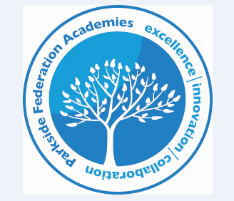 Parkside Federation Academies
excellence | innovation | collaboration